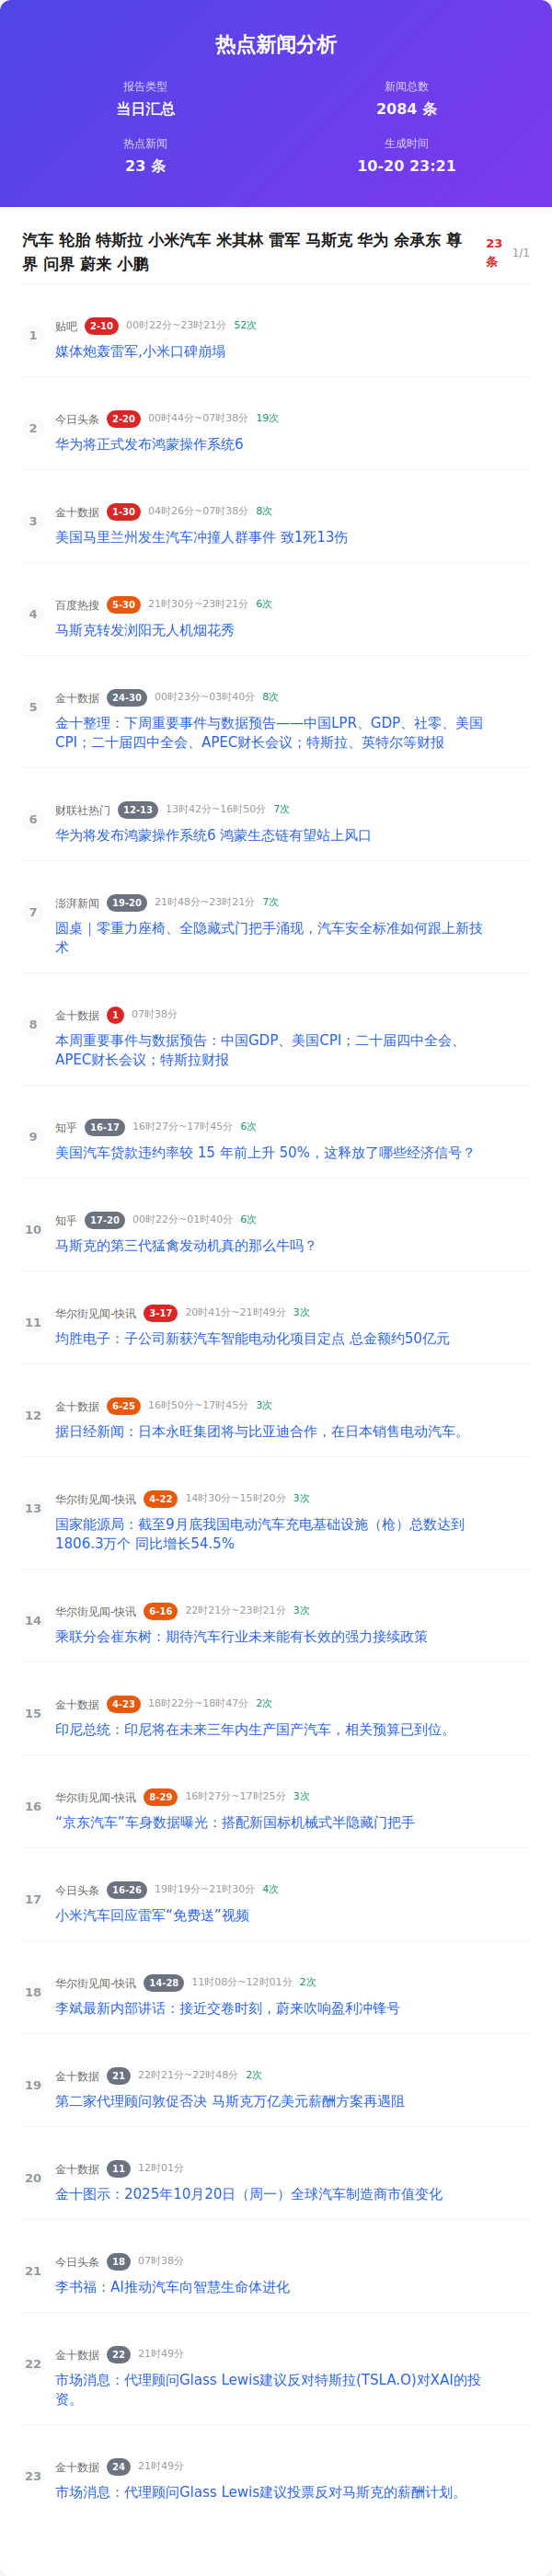 热点新闻分析
报告类型
当日汇总
新闻总数
2084 条
热点新闻
23 条
生成时间
10-20 23:21
汽车 轮胎 特斯拉 小米汽车 米其林 雷军 马斯克 华为 余承东 尊
界 问界 蔚来 小鹏
23
条
1/1
1
贴吧 2-10 00时22分~23时21分 52次
媒体炮轰雷军,小米口碑崩塌
2
今日头条 2-20 00时44分~07时38分 19次
华为将正式发布鸿蒙操作系统6
3
金十数据 1-30 04时26分~07时38分 8次
美国马里兰州发生汽车冲撞人群事件 致1死13伤
4
百度热搜 5-30 21时30分~23时21分 6次
马斯克转发浏阳无人机烟花秀
5
金十数据 24-30 00时23分~03时40分 8次
金十整理：下周重要事件与数据预告——中国LPR、GDP、社零、美国
CPI；二十届四中全会、APEC财长会议；特斯拉、英特尔等财报
6
财联社热门 12-13 13时42分~16时50分 7次
华为将发布鸿蒙操作系统6 鸿蒙生态链有望站上风口
7
澎湃新闻 19-20 21时48分~23时21分 7次
圆桌｜零重力座椅、全隐藏式门把手涌现，汽车安全标准如何跟上新技
术
8
金十数据 1 07时38分
本周重要事件与数据预告：中国GDP、美国CPI；二十届四中全会、
APEC财长会议；特斯拉财报
9
知乎 16-17 16时27分~17时45分 6次
美国汽车贷款违约率较 15 年前上升 50%，这释放了哪些经济信号？
10
知乎 17-20 00时22分~01时40分 6次
马斯克的第三代猛禽发动机真的那么牛吗？
11
华尔街见闻-快讯 3-17 20时41分~21时49分 3次
均胜电子：子公司新获汽车智能电动化项目定点 总金额约50亿元
12
金十数据 6-25 16时50分~17时45分 3次
据日经新闻：日本永旺集团将与比亚迪合作，在日本销售电动汽车。
13
华尔街见闻-快讯 4-22 14时30分~15时20分 3次
国家能源局：截至9月底我国电动汽车充电基础设施（枪）总数达到
1806.3万个 同比增长54.5%
14
华尔街见闻-快讯 6-16 22时21分~23时21分 3次
乘联分会崔东树：期待汽车行业未来能有长效的强力接续政策
15
金十数据 4-23 18时22分~18时47分 2次
印尼总统：印尼将在未来三年内生产国产汽车，相关预算已到位。
16
华尔街见闻-快讯 8-29 16时27分~17时25分 3次
“京东汽车”车身数据曝光：搭配新国标机械式半隐藏门把手
17
今日头条 16-26 19时19分~21时30分 4次
小米汽车回应雷军“免费送”视频
18
华尔街见闻-快讯 14-28 11时08分~12时01分 2次
李斌最新内部讲话：接近交卷时刻，蔚来吹响盈利冲锋号
19
金十数据 21 22时21分~22时48分 2次
第二家代理顾问敦促否决 马斯克万亿美元薪酬方案再遇阻
20
金十数据 11 12时01分
金十图示：2025年10月20日（周一）全球汽车制造商市值变化
21
今日头条 18 07时38分
李书福：AI推动汽车向智慧生命体进化
22
金十数据 22 21时49分
市场消息：代理顾问Glass Lewis建议反对特斯拉(TSLA.O)对XAI的投
资。
23
金十数据 24 21时49分
市场消息：代理顾问Glass Lewis建议投票反对马斯克的薪酬计划。